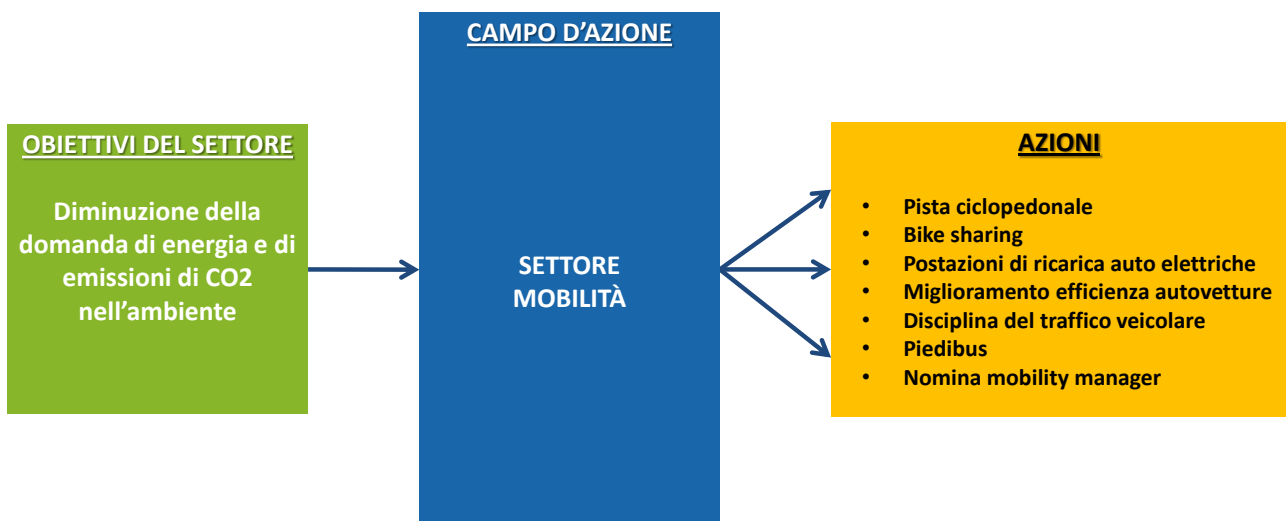 OBIETTIVI DEL SETTORE
Diminuzione della
domanda di energia e di
emissioni di CO2
nell’ambiente
CAMPO D’AZIONE
SETTORE
MOBILITÀ
AZIONI
• Pista ciclopedonale
• Bike sharing
• Postazioni di ricarica auto elettriche
• Miglioramento efficienza autovetture
• Disciplina del traffico veicolare
• Piedibus
• Nomina mobility manager